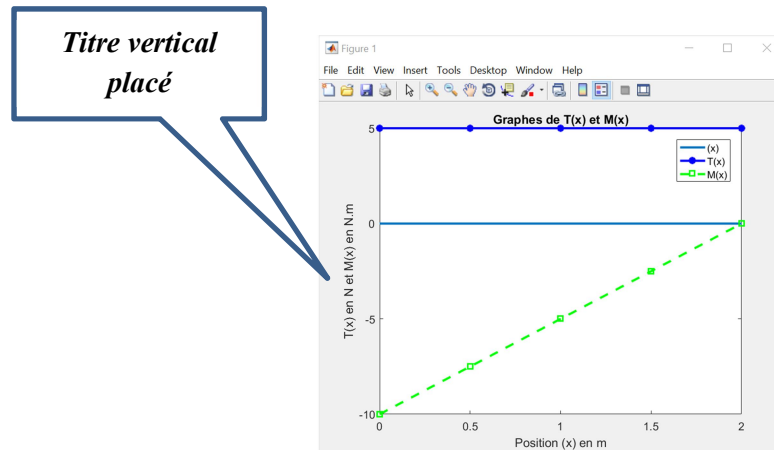 Titre vertical
placé
Figure 1
File Edit View Insert Tools Desktop Window Help
Graphes de T(x) et M(x)
(x)
T(x)
M(x)
5
0
-5
-10
T(x) en N et M(x) en N.m
0 0.5 1 1.5 2
Position (x) en m